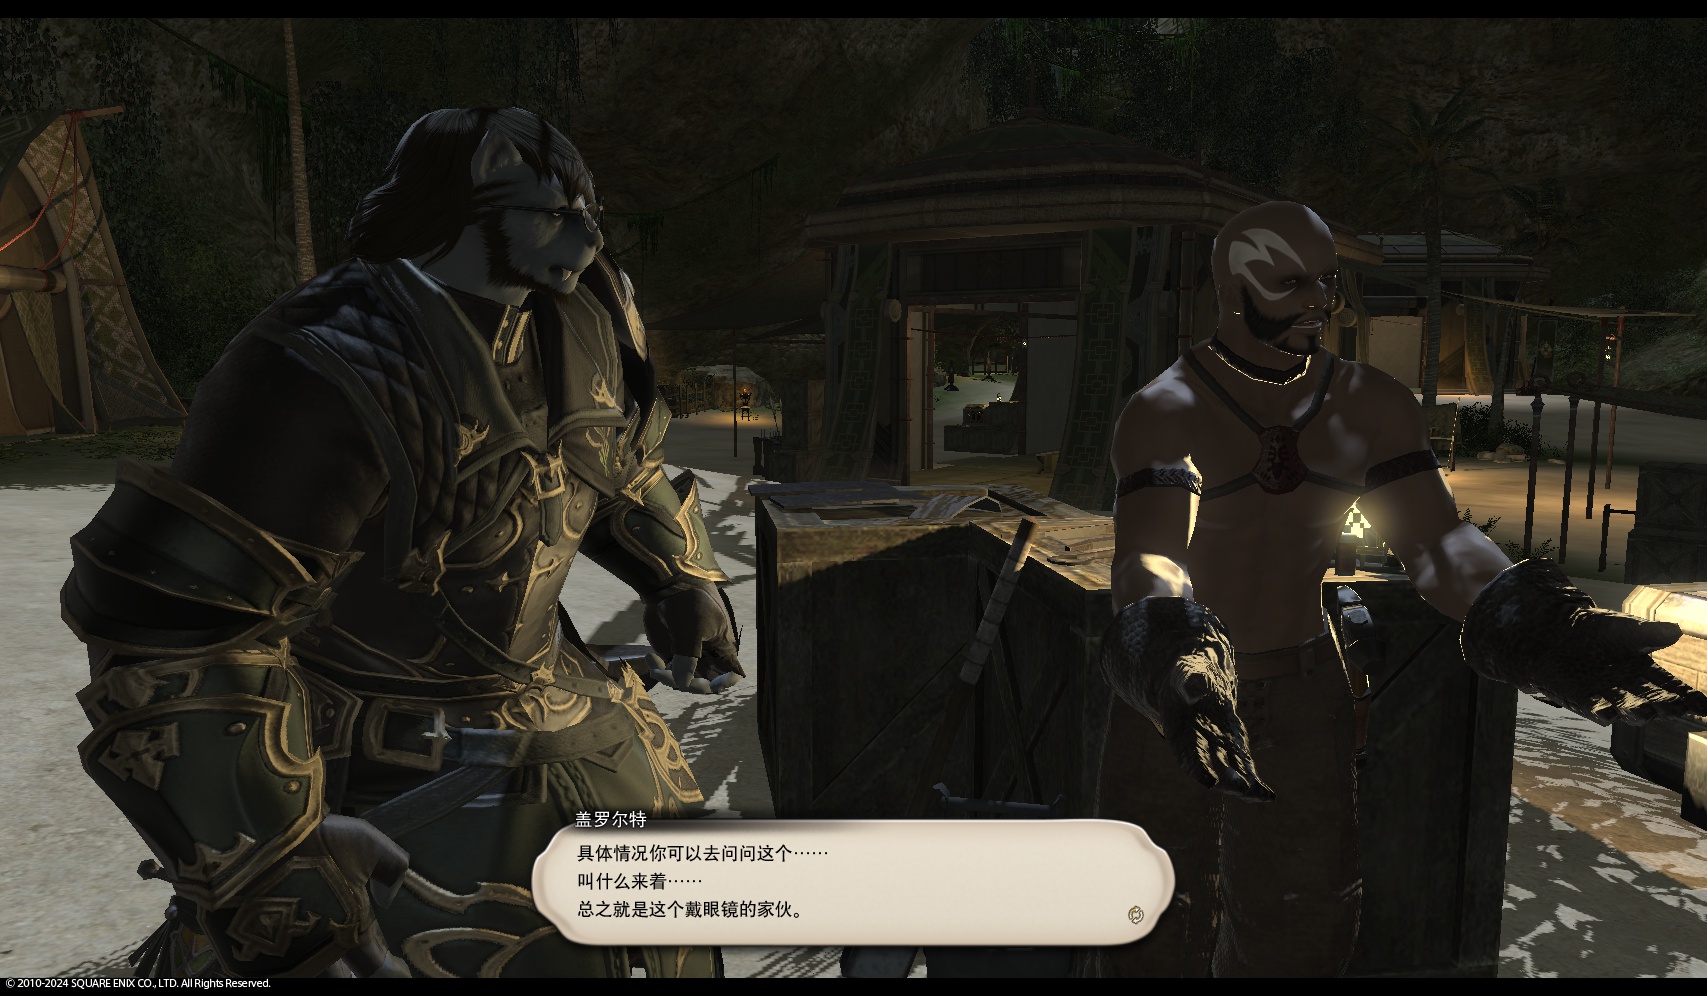 盖罗尔特
具体情况你可以去问问这个……
叫什么来着……
总之就是这个戴眼镜的家伙。
© 2010-2024 SQUARE ENIX CO., LTD. All Rights Reserved.